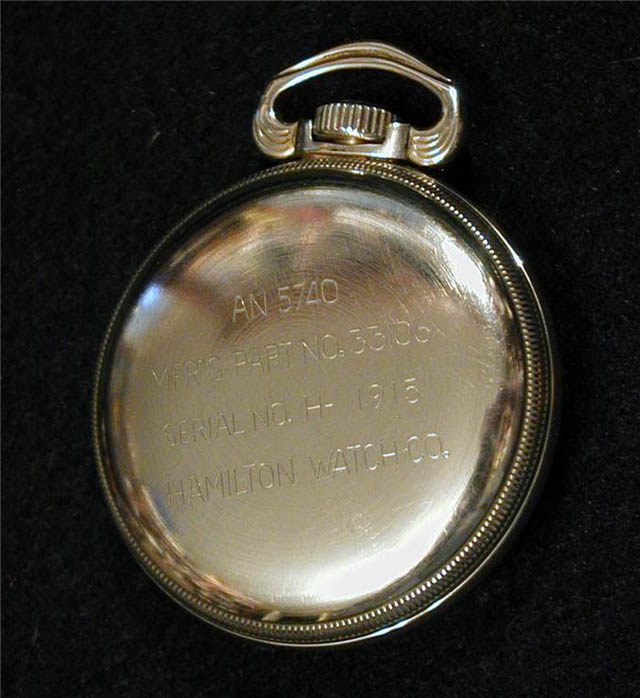 AN 5740
MFR'S PART NO. 33106
SERIAL NO. H- 1915
HAMILTON WATCH CO.